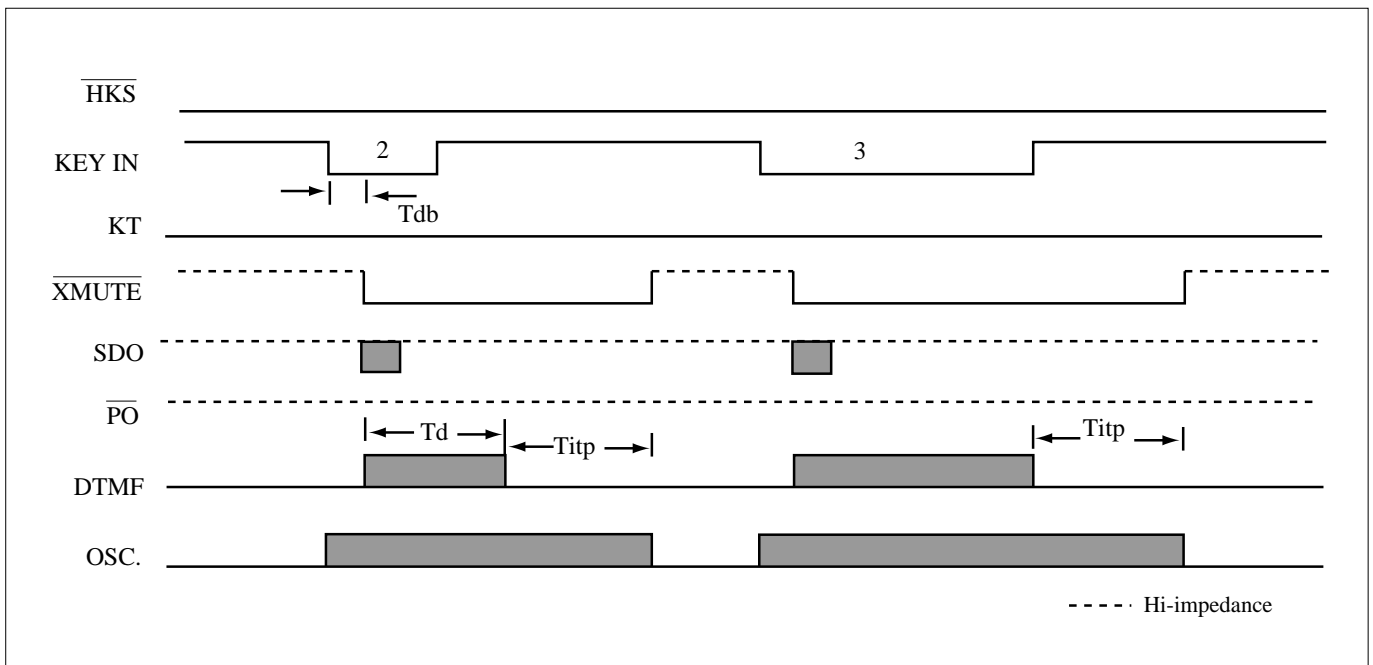 HKS
KEY IN 2 3
Tdb
KT
XMUTE
SDO
PO
Td Titp Titp
DTMF
OSC.
Hi-impedance